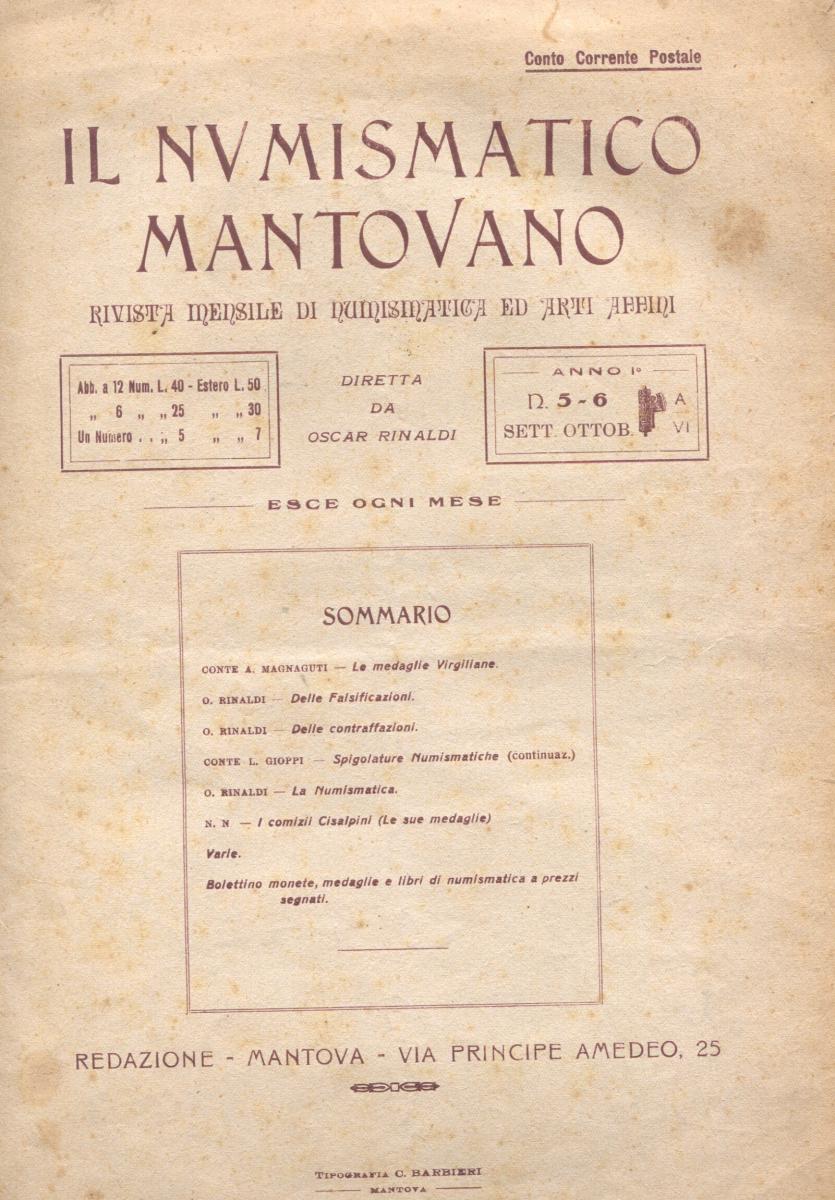 Conto Corrente Postale
IL NVMISMATICO
MANTOVANO
RIVISTA MENSILE DI NUMISMATICA ED ARTI AFFINI
Abb. a 12 Num. L. 40 - Estero L. 50
„ 6 „ „ 25 „ „ 30
Un Numero . . „ 5 „ „ 7
DIRETTA
DA
OSCAR RINALDI
ANNO Iº
N. 5-6
SETT. OTTOB.
A
VI
ESCE OGNI MESE
SOMMARIO
CONTE A. MAGNAGUTI — Le medaglie Virgiliane.
O. RINALDI — Delle Falsificazioni.
O. RINALDI — Delle contraffazioni.
CONTE L. GIOPPI — Spigolature Numismatiche (continuaz.)
O. RINALDI — La Numismatica.
N. N — I comizii Cisalpini (Le sue medaglie)
Varie.
Bolettino monete, medaglie e libri di numismatica a prezzi
segnati.
REDAZIONE - MANTOVA - VIA PRINCIPE AMEDEO, 25
TIPOGRAFIA C. BARBIERI
MANTOVA